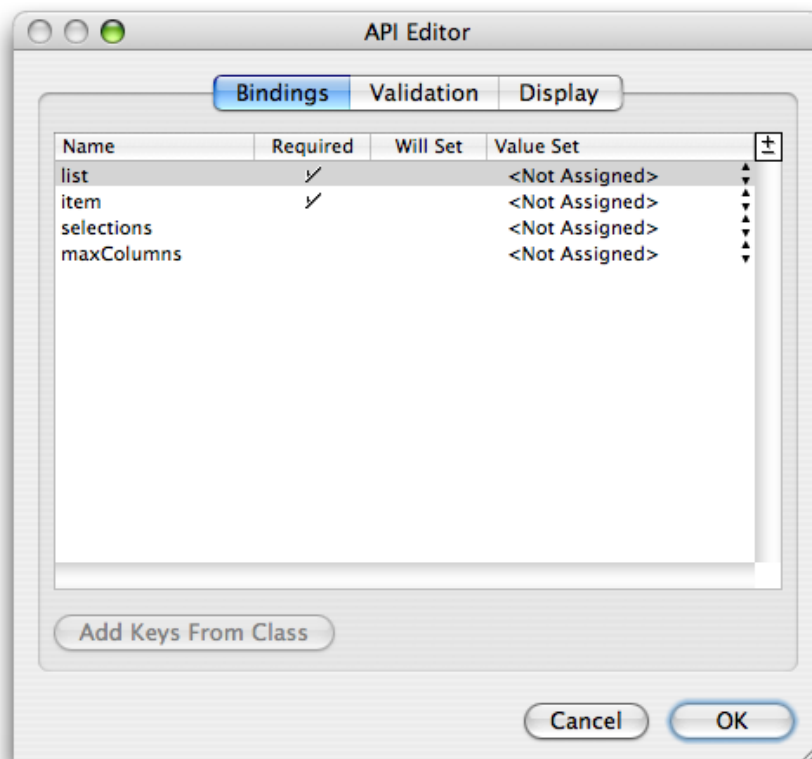 API Editor
Bindings Validation Display
Name Required Will Set Value Set ±
list <Not Assigned>
item <Not Assigned>
selections <Not Assigned>
maxColumns <Not Assigned>
Add Keys From Class
Cancel OK